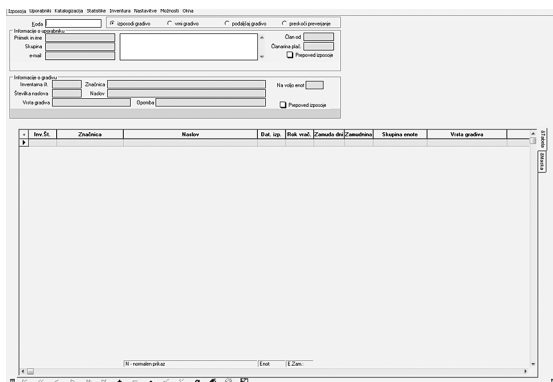 Izposoja Uporabniki Katalogizacija Statistike Inventura Nastavitve Možnosti Okna
Koda izposodi gradivo vrni gradivo podaljšaj gradivo preskoči preverjanje
Informacije o uporabniku
Priimek in ime
Skupina
e-mail
Član od
Članarina plač.
Prepoved izposoje
Informacije o gradivu
Inventarna št. Značnica Na voljo enot
Številka naslova Naslov
Vrsta gradiva Opomba Prepoved izposoje
Inv.Št. Značnica Naslov Dat. izp. Rok vrač. Zamuda dni Zamudnina Skupina enote Vrsta gradiva
N - normalen prikaz Enot E.Zam.: